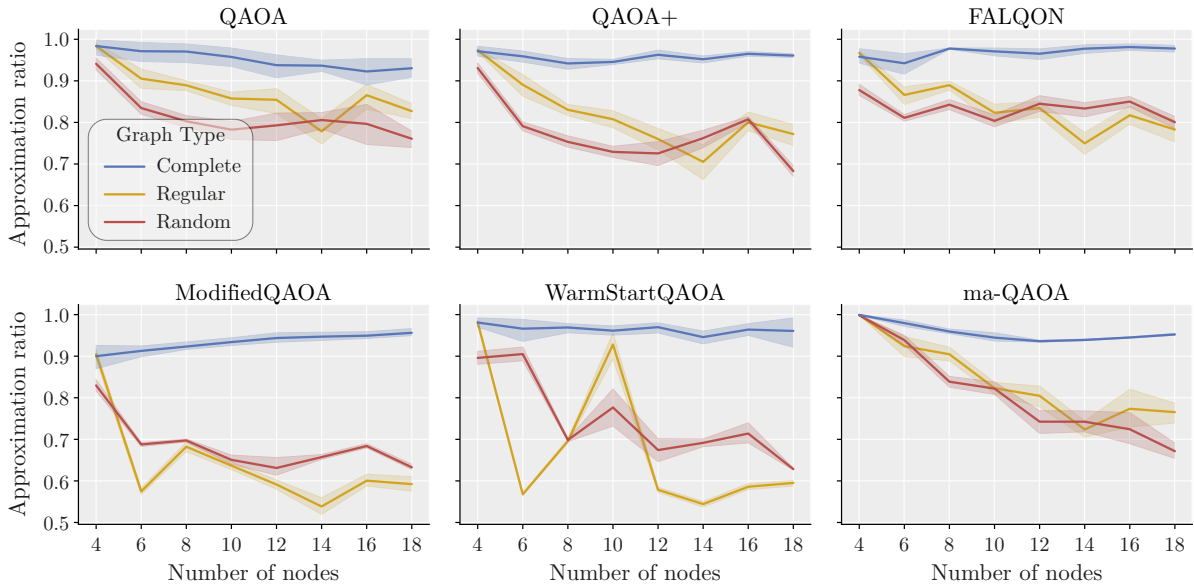 QAOA
QAOA+
FALQON
Approximation ratio
1.0
0.9
0.8
0.7
0.6
0.5
Graph Type
Complete
Regular
Random
ModifiedQAOA
WarmStartQAOA
ma-QAOA
Approximation ratio
1.0
0.9
0.8
0.7
0.6
0.5
4 6 8 10 12 14 16 18
4 6 8 10 12 14 16 18
4 6 8 10 12 14 16 18
Number of nodes
Number of nodes
Number of nodes